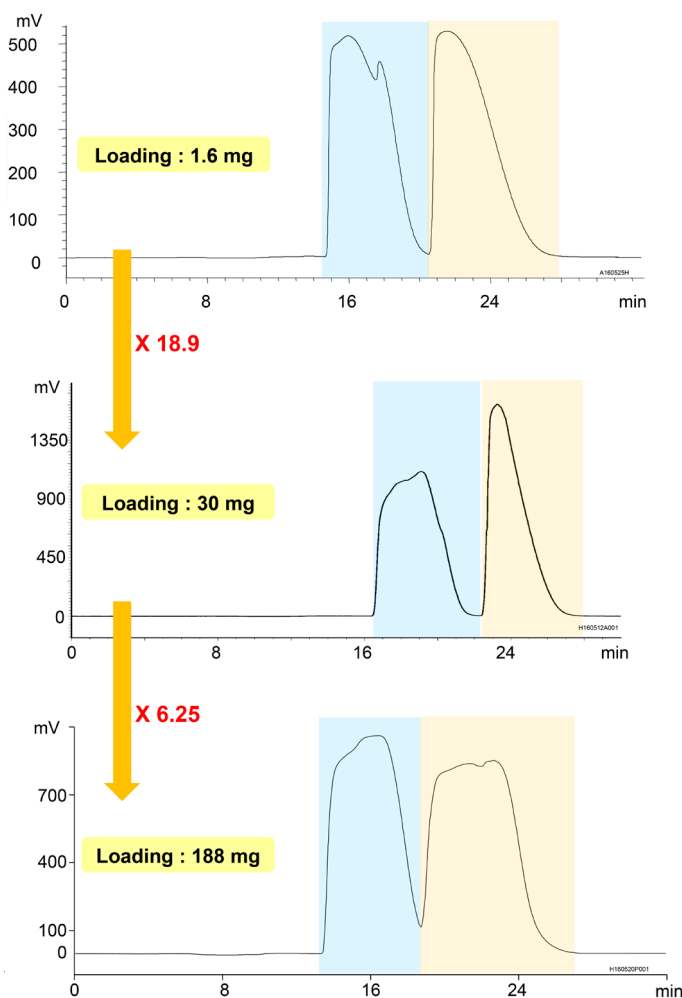 mV
500
400
300
200
100
0
Loading : 1.6 mg
A160525H
0 8 16 24 min
X 18.9
mV
1350
900
450
0
Loading : 30 mg
H160512A001
0 8 16 24 min
X 6.25
mV
700
400
100
0
Loading : 188 mg
H160520P001
0 8 16 24 min